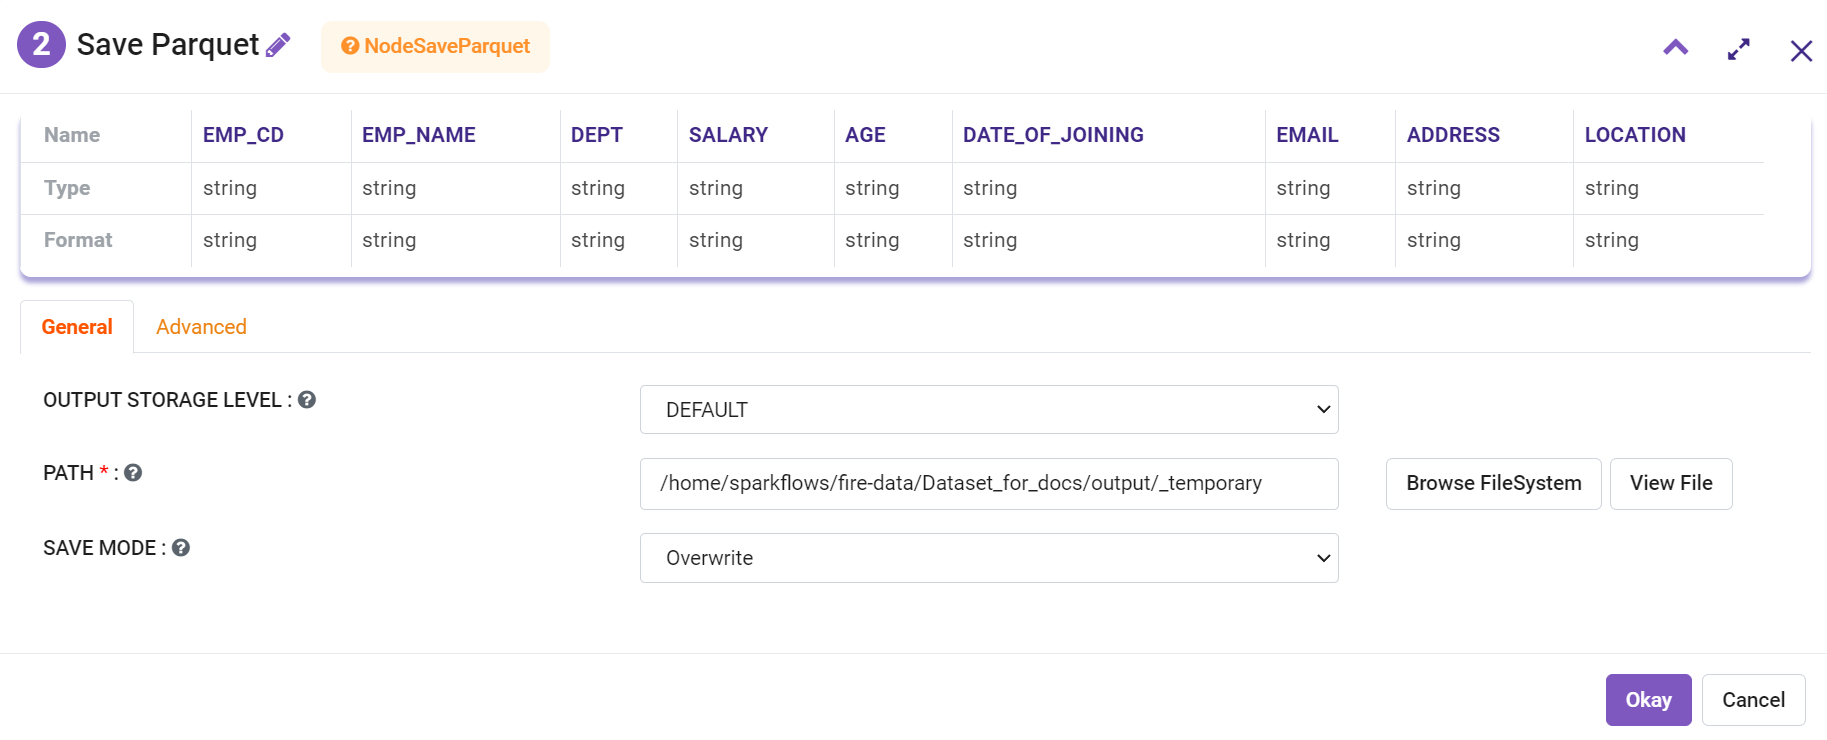 2 Save Parquet ? NodeSaveParquet
Name EMP_CD EMP_NAME DEPT SALARY AGE DATE_OF_JOINING EMAIL ADDRESS LOCATION
Type string string string string string string string string string
Format string string string string string string string string string
General Advanced
OUTPUT STORAGE LEVEL : ? DEFAULT
PATH * : ? /home/sparkflows/fire-data/Dataset_for_docs/output/_temporary Browse FileSystem View File
SAVE MODE : ? Overwrite
Okay Cancel